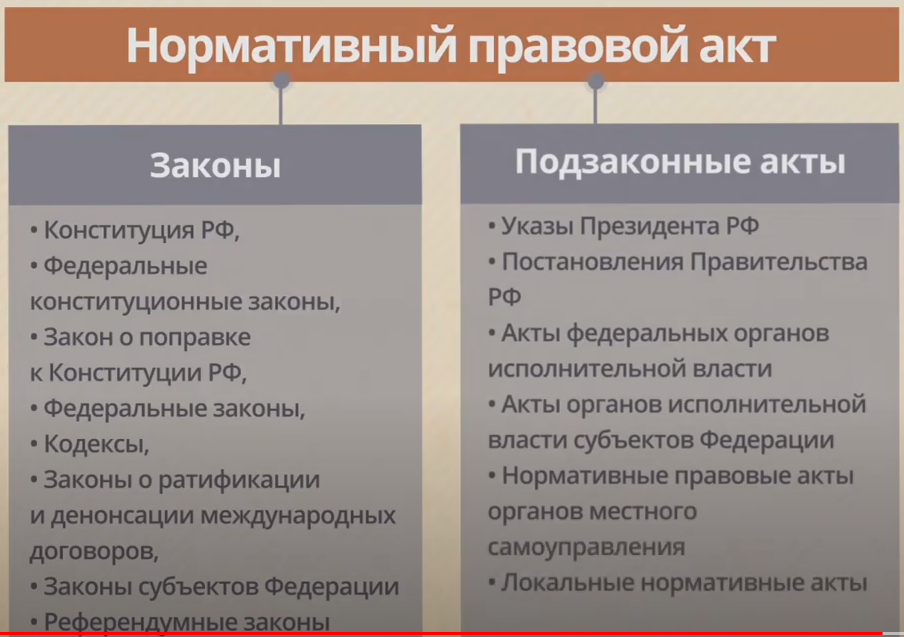 Нормативный правовой акт
Законы
• Конституция РФ,
• Федеральные
конституционные законы,
• Закон о поправке
к Конституции РФ,
• Федеральные законы,
• Кодексы,
• Законы о ратификации
и денонсации международных
договоров,
• Законы субъектов Федерации
• Референдумные законы
Подзаконные акты
• Указы Президента РФ
• Постановления Правительства
РФ
• Акты федеральных органов
исполнительной власти
• Акты органов исполнительной
власти субъектов Федерации
• Нормативные правовые акты
органов местного
самоуправления
• Локальные нормативные акты